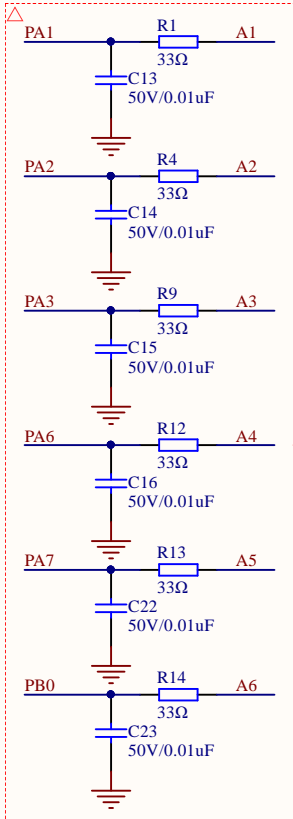 PA1 R1 A1
33Ω
C13
50V/0.01uF
PA2 R4 A2
33Ω
C14
50V/0.01uF
PA3 R9 A3
33Ω
C15
50V/0.01uF
PA6 R12 A4
33Ω
C16
50V/0.01uF
PA7 R13 A5
33Ω
C22
50V/0.01uF
PB0 R14 A6
33Ω
C23
50V/0.01uF